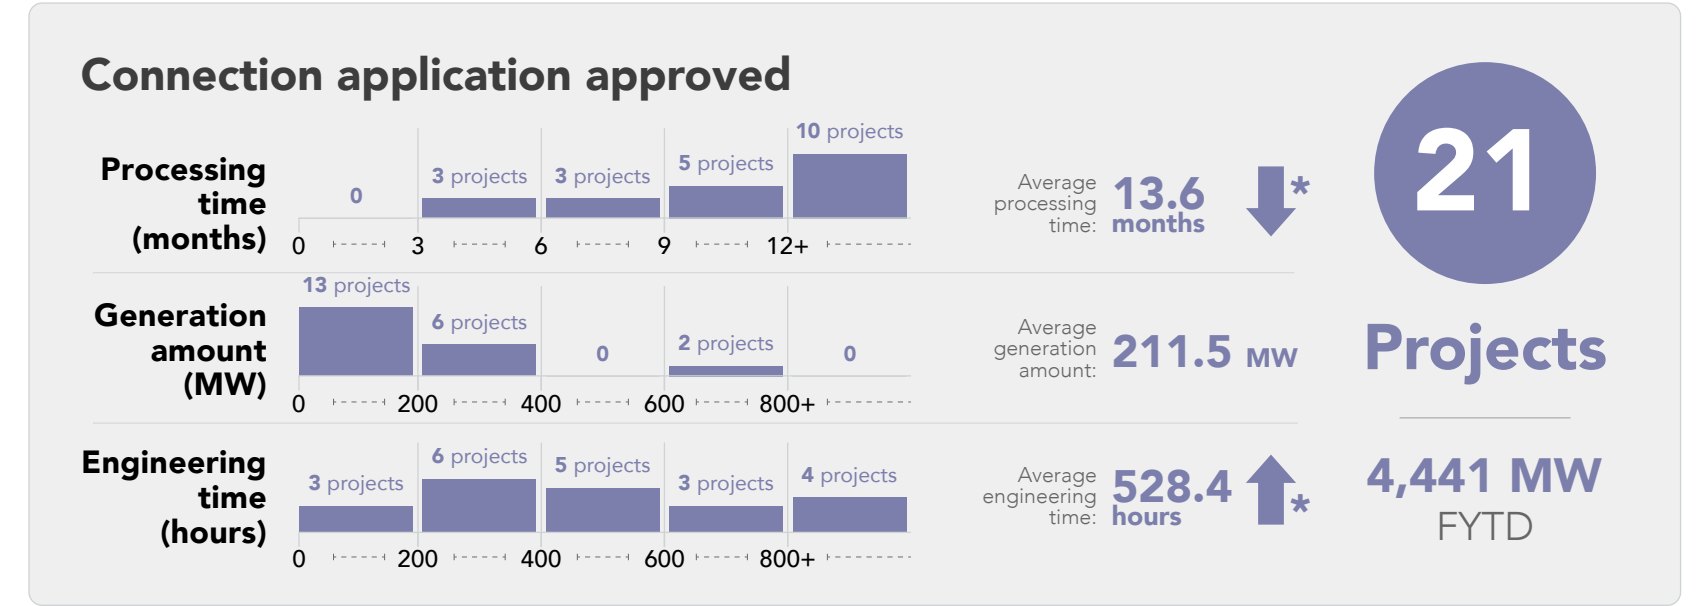 Connection application approved
Processing
time
(months)
0
3 projects
3 projects
5 projects
10 projects
0
3
6
9
12+
Average
processing
time:
13.6
months
*
Generation
amount
(MW)
13 projects
6 projects
0
2 projects
0
0
200
400
600
800+
Average
generation
amount:
211.5 MW
Engineering
time
(hours)
3 projects
6 projects
5 projects
3 projects
4 projects
0
200
400
600
800+
Average
engineering
time:
528.4
hours
*
21
Projects
4,441 MW
FYTD